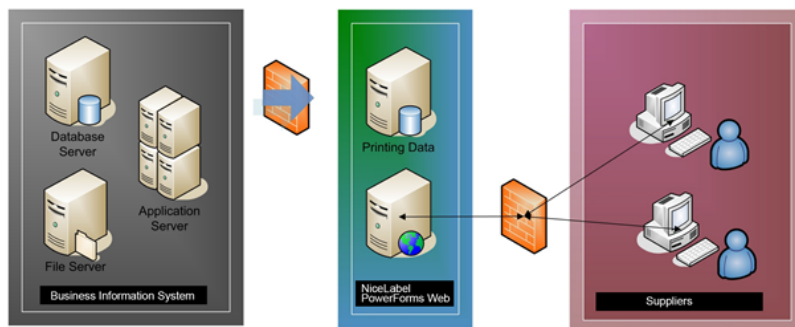 Database
Server
Application
Server
File Server
Business Information System
Printing Data
NiceLabel
PowerForms Web
Suppliers